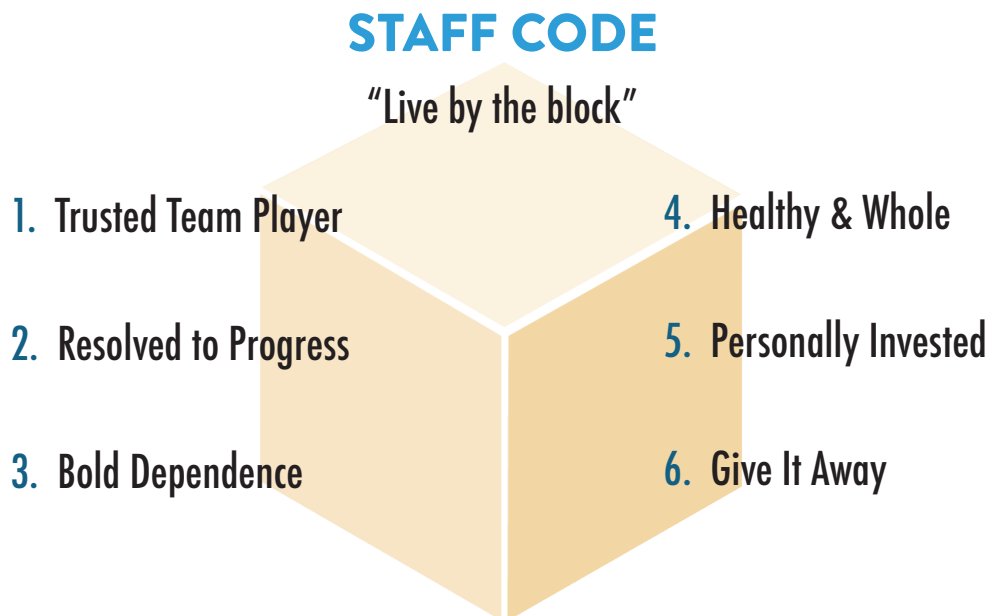 STAFF CODE
“Live by the block”
1. Trusted Team Player
2. Resolved to Progress
3. Bold Dependence
4. Healthy & Whole
5. Personally Invested
6. Give It Away